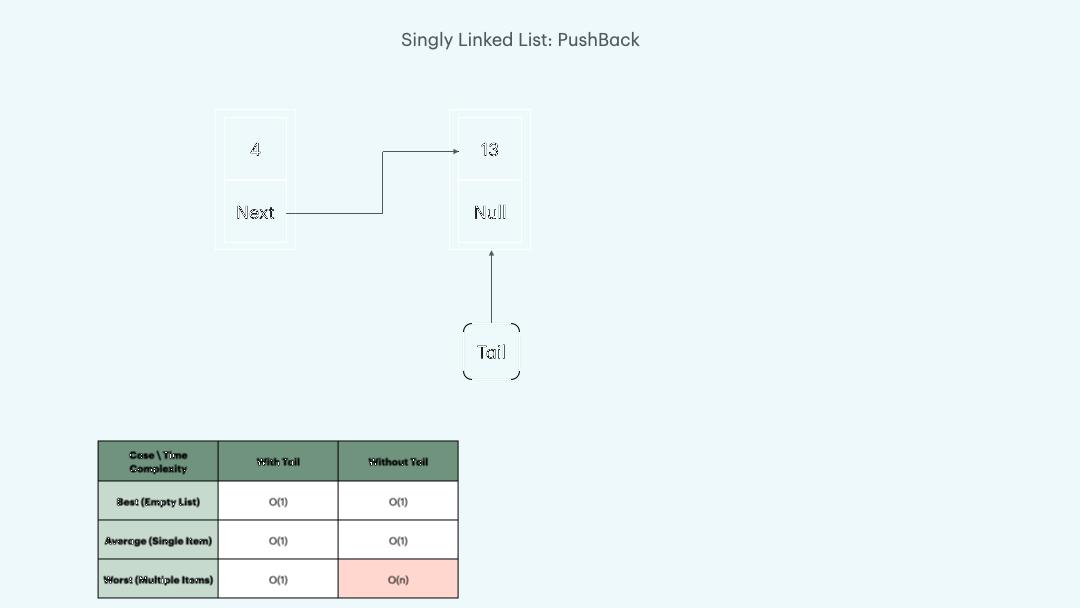 Singly Linked List: PushBack
4
13
Next
Null
Tail
Case \ Time
Complexity
With Tail
Without Tail
Best (Empty List)
O(1)
O(1)
Average (Single Item)
O(1)
O(1)
Worst (Multiple Items)
O(1)
O(n)